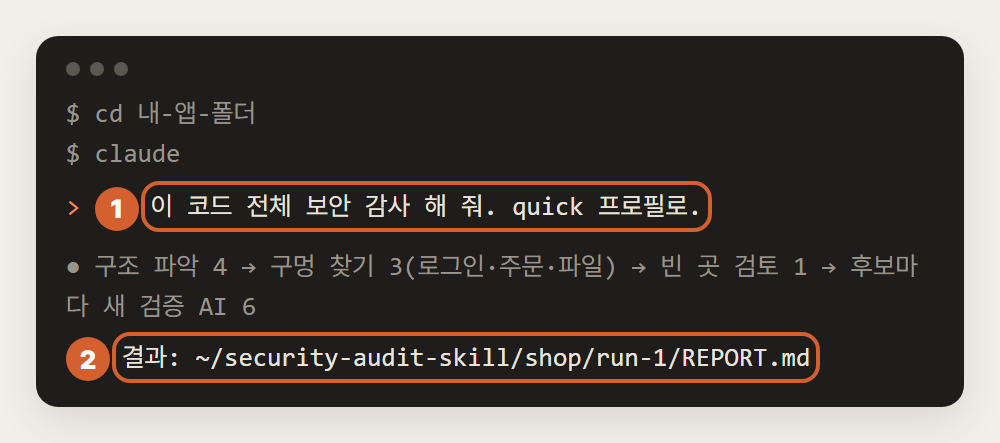 $ cd 내-앱-폴더
$ claude
> 1 이 코드 전체 보안 감사 해 줘. quick 프로필로.
● 구조 파악 4 → 구멍 찾기 3(로그인·주문·파일) → 빈 곳 검토 1 → 후보마
다 새 검증 AI 6
2 결과: ~/security-audit-skill/shop/run-1/REPORT.md